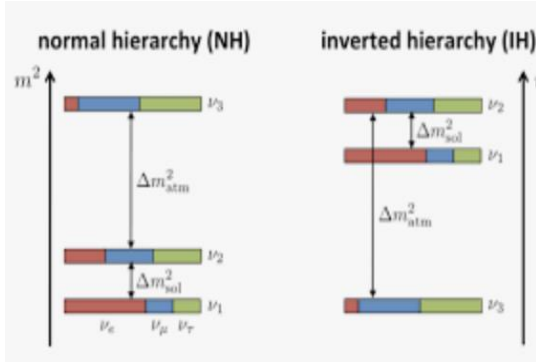 normal hierarchy (NH)
m²
ν₃
Δm²atm
ν₂
Δm²sol
ν₁
νe νμ ντ
inverted hierarchy (IH)
ν₂
Δm²sol
ν₁
Δm²atm
ν₃